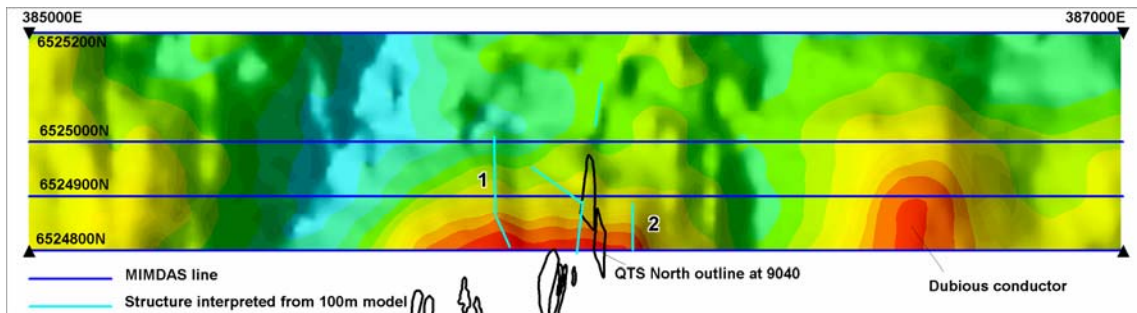 385000E 387000E
6525200N
6525000N
6524900N
1
2
6524800N
MIMDAS line
QTS North outline at 9040
Dubious conductor
Structure interpreted from 100m model